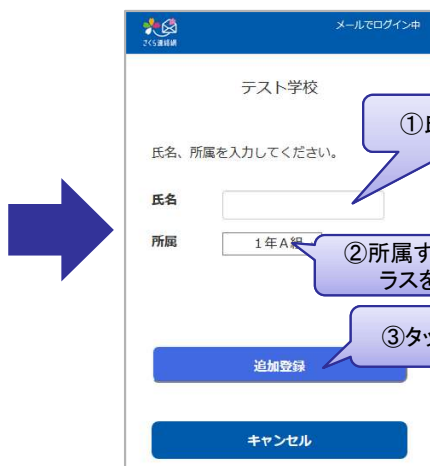 さくら連絡網
メールでログイン中
テスト学校
①
氏名、所属を入力してください。
氏名
所属
1年A組
②所属す
ラスを
③タッ
追加登録
キャンセル